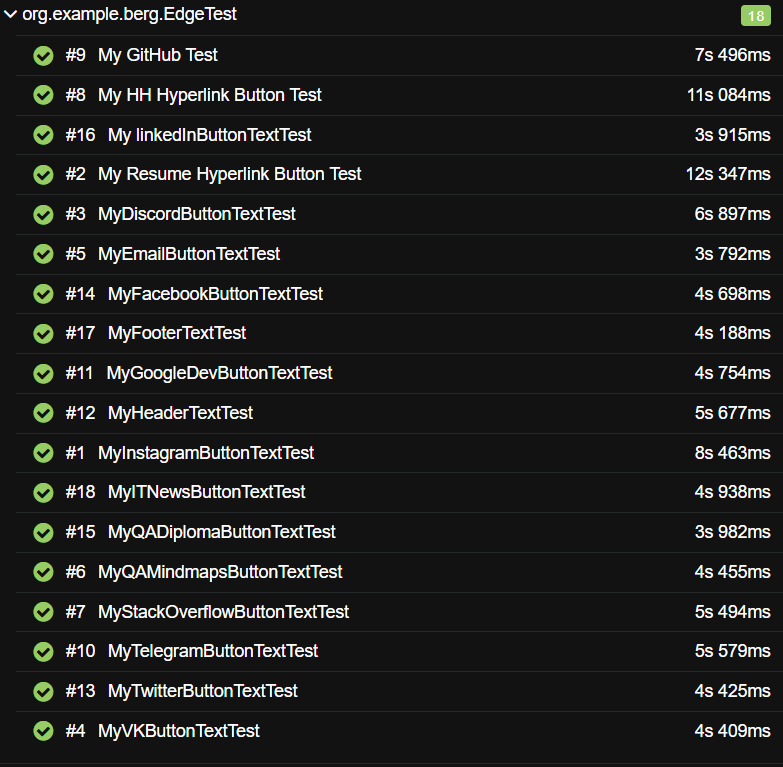 org.example.berg.EdgeTest 18
#9 My GitHub Test 7s 496ms
#8 My HH Hyperlink Button Test 11s 084ms
#16 My linkedInButtonTextTest 3s 915ms
#2 My Resume Hyperlink Button Test 12s 347ms
#3 MyDiscordButtonTextTest 6s 897ms
#5 MyEmailButtonTextTest 3s 792ms
#14 MyFacebookButtonTextTest 4s 698ms
#17 MyFooterTextTest 4s 188ms
#11 MyGoogleDevButtonTextTest 4s 754ms
#12 MyHeaderTextTest 5s 677ms
#1 MyInstagramButtonTextTest 8s 463ms
#18 MyITNewsButtonTextTest 4s 938ms
#15 MyQADiplomaButtonTextTest 3s 982ms
#6 MyQAMindmapsButtonTextTest 4s 455ms
#7 MyStackOverflowButtonTextTest 5s 494ms
#10 MyTelegramButtonTextTest 5s 579ms
#13 MyTwitterButtonTextTest 4s 425ms
#4 MyVKButtonTextTest 4s 409ms